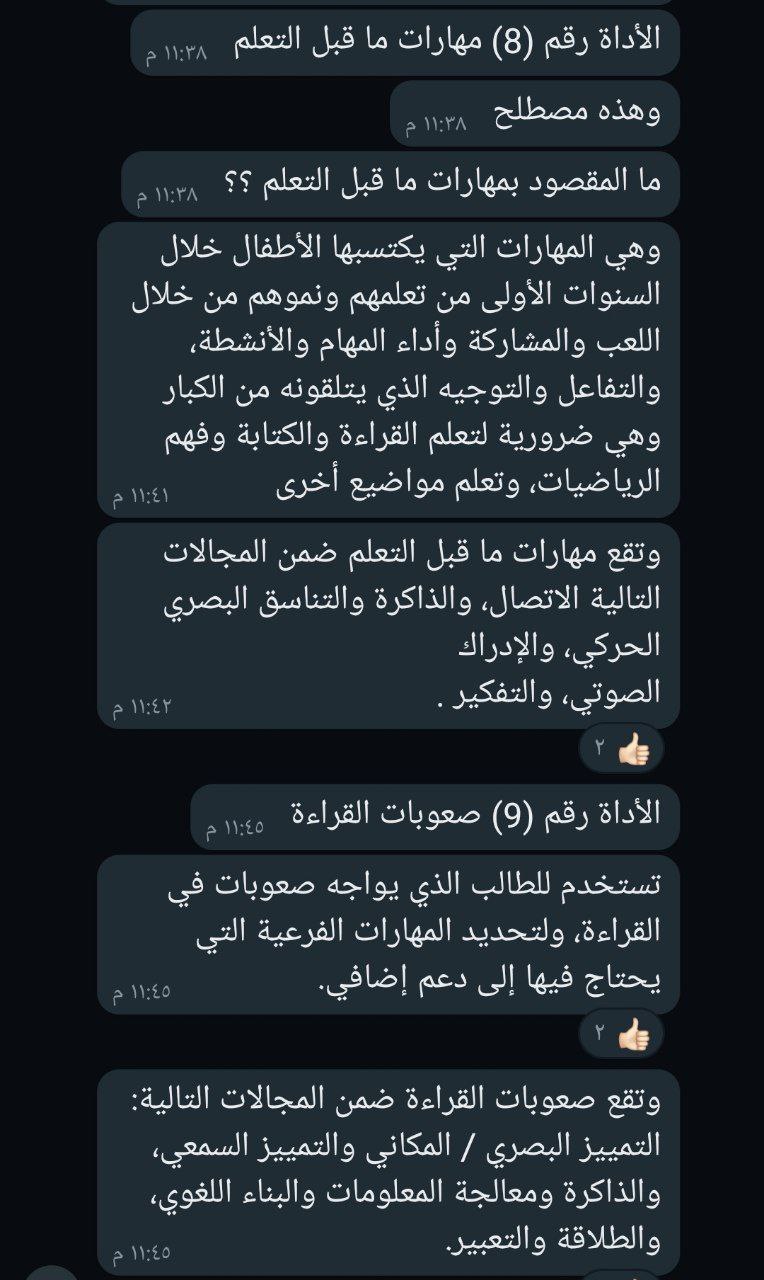 الأداة رقم (8) مهارات ما قبل التعلم ١١:٣٨ م
وهذه مصطلح ١١:٣٨ م
ما المقصود بمهارات ما قبل التعلم ؟؟ ١١:٣٨ م
وهي المهارات التي يكتسبها الأطفال خلال
السنوات الأولى من تعلمهم ونموهم من خلال
اللعب والمشاركة وأداء المهام والأنشطة،
والتفاعل والتوجيه الذي يتلقونه من الكبار
وهي ضرورية لتعلم القراءة والكتابة وفهم
الرياضيات، وتعلم مواضيع أخرى ١١:٤١ م
وتقع مهارات ما قبل التعلم ضمن المجالات
التالية الاتصال، والذاكرة والتناسق البصري
الحركي، والإدراك
الصوتي، والتفكير . ١١:٤٢ م
٢
الأداة رقم (9) صعوبات القراءة ١١:٤٥ م
تستخدم للطالب الذي يواجه صعوبات في
القراءة، ولتحديد المهارات الفرعية التي
يحتاج فيها إلى دعم إضافي. ١١:٤٥ م
٢
وتقع صعوبات القراءة ضمن المجالات التالية:
التمييز البصري / المكاني والتمييز السمعي،
والذاكرة ومعالجة المعلومات والبناء اللغوي،
والطلاقة والتعبير. ١١:٤٥ م